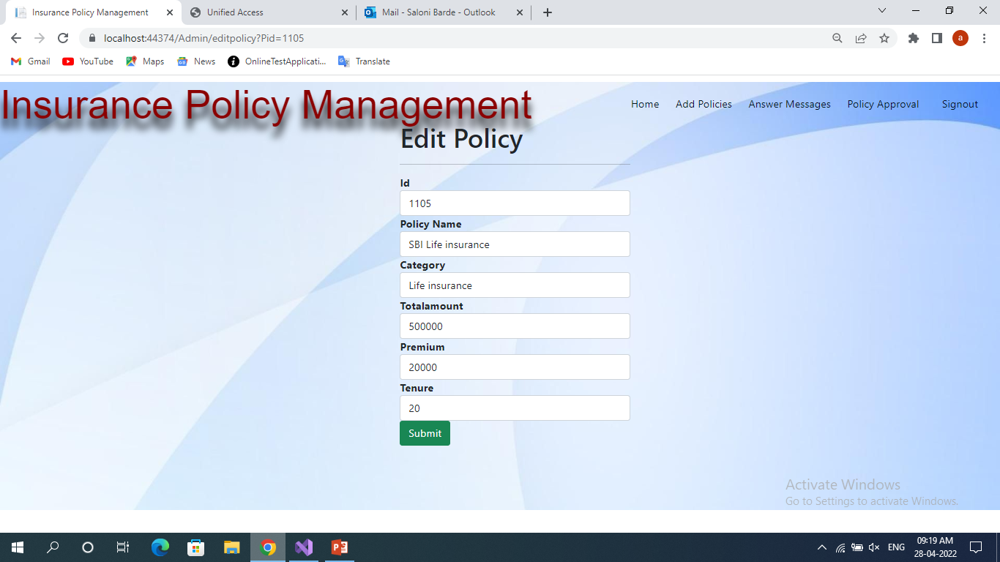 Insurance Policy Management
Unified Access
Mail - Saloni Barde - Outlook
localhost:44374/Admin/editpolicy?Pid=1105
a
Gmail
YouTube
Maps
News
OnlineTestApplicati...
Translate
Insurance Policy Management
Home
Add Policies
Answer Messages
Policy Approval
Signout
Edit Policy
Id
1105
Policy Name
SBI Life insurance
Category
Life insurance
Totalamount
500000
Premium
20000
Tenure
20
Submit
Activate Windows
Go to Settings to activate Windows.
ENG
09:19 AM
28-04-2022